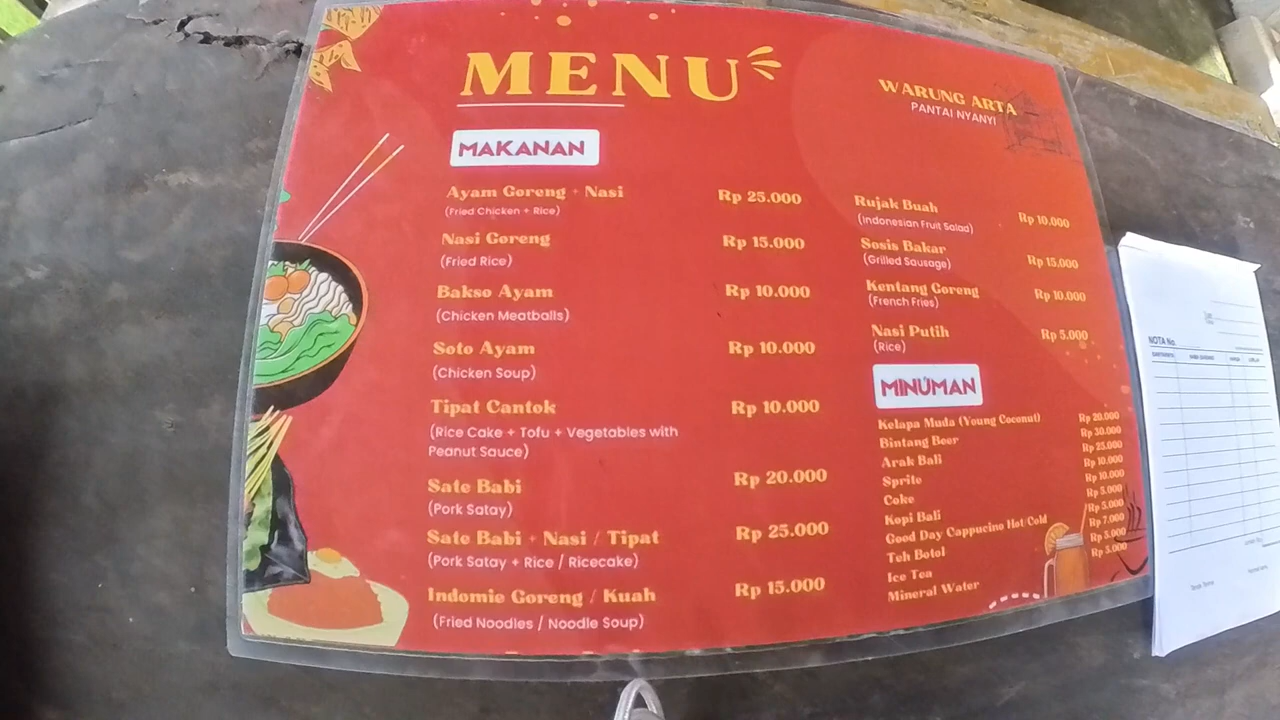 MENU
WARUNG ARTA
PANTAI NYANYI
MAKANAN
Ayam Goreng + Nasi Rp 25.000
(Fried Chicken + Rice)
Nasi Goreng Rp 15.000
(Fried Rice)
Bakso Ayam Rp 10.000
(Chicken Meatballs)
Soto Ayam Rp 10.000
(Chicken Soup)
Tipat Cantok Rp 10.000
(Rice Cake + Tofu + Vegetables with
Peanut Sauce)
Sate Babi Rp 20.000
(Pork Satay)
Sate Babi + Nasi / Tipat Rp 25.000
(Pork Satay + Rice / Ricecake)
Indomie Goreng / Kuah Rp 15.000
(Fried Noodles / Noodle Soup)
Rujak Buah Rp 10.000
(Indonesian Fruit Salad)
Sosis Bakar Rp 15.000
(Grilled Sausage)
Kentang Goreng Rp 10.000
(French Fries)
Nasi Putih Rp 5.000
(Rice)
MINUMAN
Kelapa Muda (Young Coconut) Rp 20.000
Bintang Beer Rp 30.000
Arak Bali Rp 25.000
Sprite Rp 10.000
Coke Rp 10.000
Kopi Bali Rp 5.000
Good Day Cappucino Hot/Cold Rp 5.000
Teh Botol Rp 7.000
Ice Tea Rp 5.000
Mineral Water Rp 5.000
NOTA No.